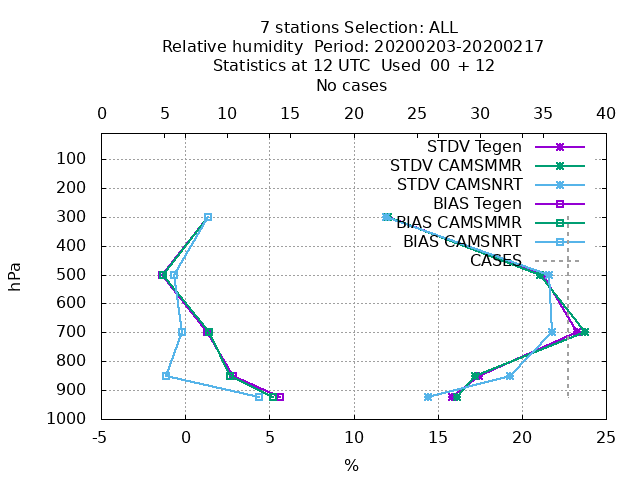 7 stations Selection: ALL
Relative humidity  Period: 20200203-20200217
Statistics at 12 UTC  Used  00 + 12
No cases
0 5 10 15 20 25 30 35 40
STDV Tegen
STDV CAMSMMR
STDV CAMSNRT
BIAS Tegen
BIAS CAMSMMR
BIAS CAMSNRT
CASES
100
200
300
400
500
600
700
800
900
1000
hPa
-5 0 5 10 15 20 25
%